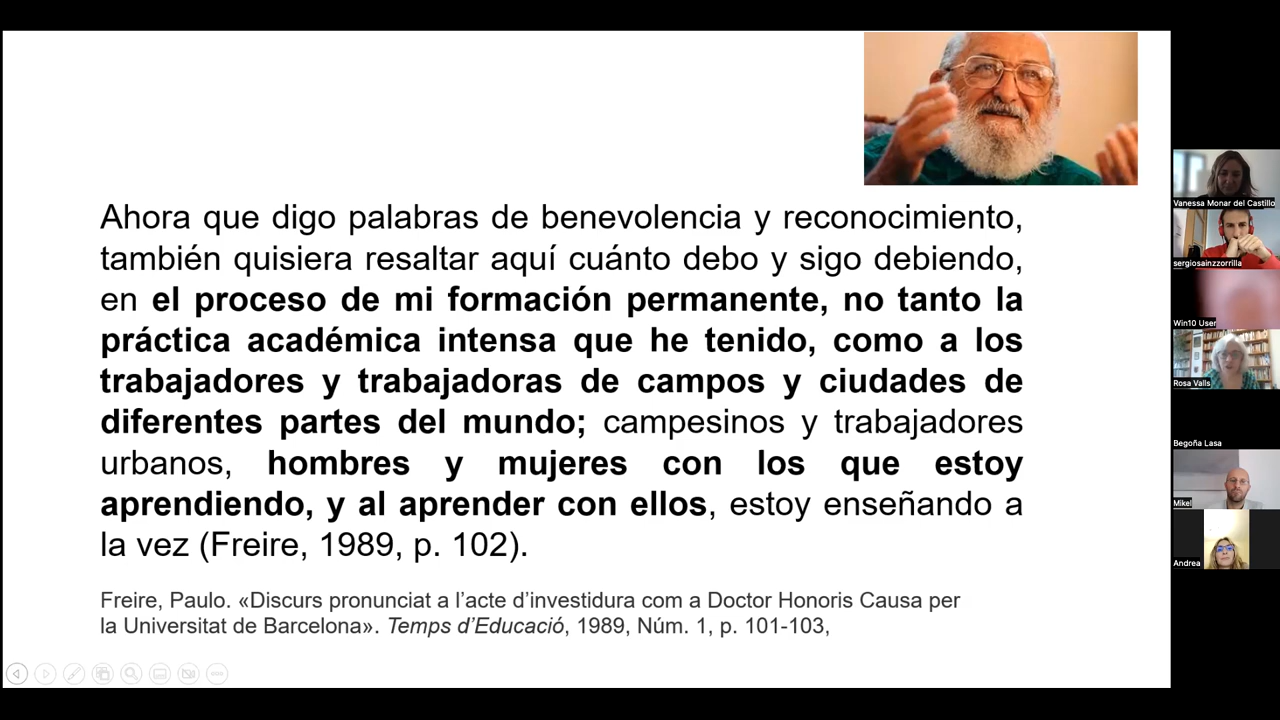 Ahora que digo palabras de benevolencia y reconocimiento,
también quisiera resaltar aquí cuánto debo y sigo debiendo,
en el proceso de mi formación permanente, no tanto la
práctica académica intensa que he tenido, como a los
trabajadores y trabajadoras de campos y ciudades de
diferentes partes del mundo; campesinos y trabajadores
urbanos, hombres y mujeres con los que estoy
aprendiendo, y al aprender con ellos, estoy enseñando a
la vez (Freire, 1989, p. 102).
Freire, Paulo. «Discurs pronunciat a l’acte d’investidura com a Doctor Honoris Causa per
la Universitat de Barcelona». Temps d’Educació, 1989, Núm. 1, p. 101-103,
Vanessa Monar del Castillo
sergiosainzzorrilla
Win10 User
Rosa Valls
Begoña Lasa
Mikel
Andrea